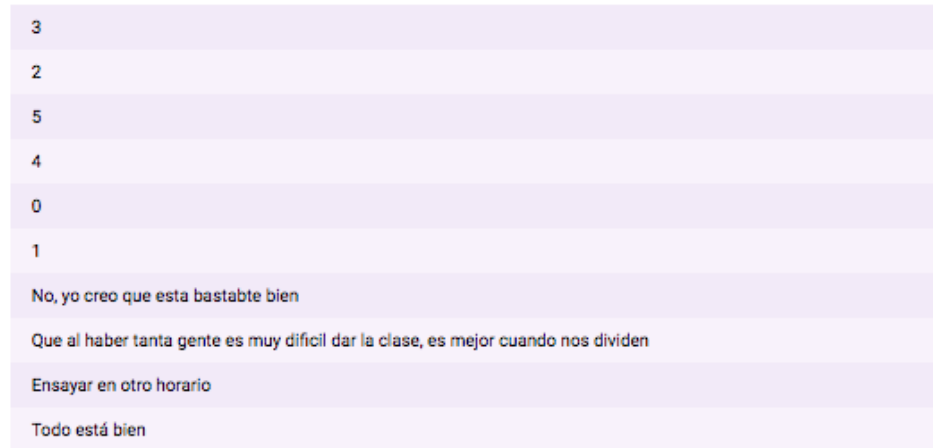 3
2
5
4
0
1
No, yo creo que esta bastabte bien
Que al haber tanta gente es muy dificil dar la clase, es mejor cuando nos dividen
Ensayar en otro horario
Todo está bien